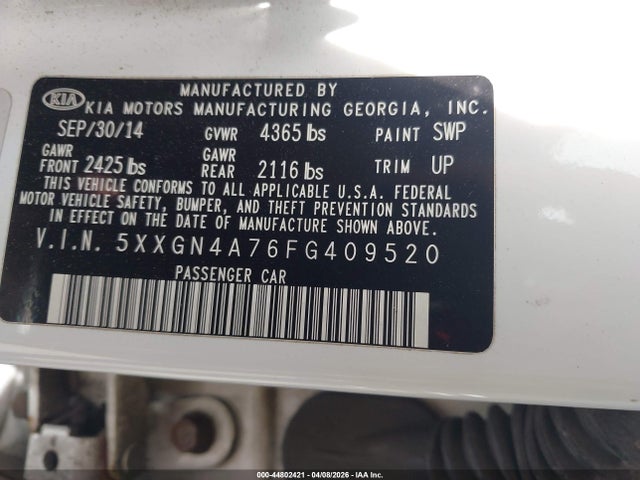 MANUFACTURED BY
KIA KIA MOTORS MANUFACTURING GEORGIA, INC.
SEP/30/14 GVWR 4365 lbs PAINT SWP
GAWR FRONT 2425 lbs GAWR REAR 2116 lbs TRIM UP
THIS VEHICLE CONFORMS TO ALL APPLICABLE U.S.A. FEDERAL
MOTOR VEHICLE SAFETY, BUMPER, AND THEFT PREVENTION STANDARDS
IN EFFECT ON THE DATE OF MANUFACTURE SHOWN ABOVE.
V.I.N. 5XXGN4A76FG409520
PASSENGER CAR
000-44802421 | 04/08/2026 | IAA Inc.